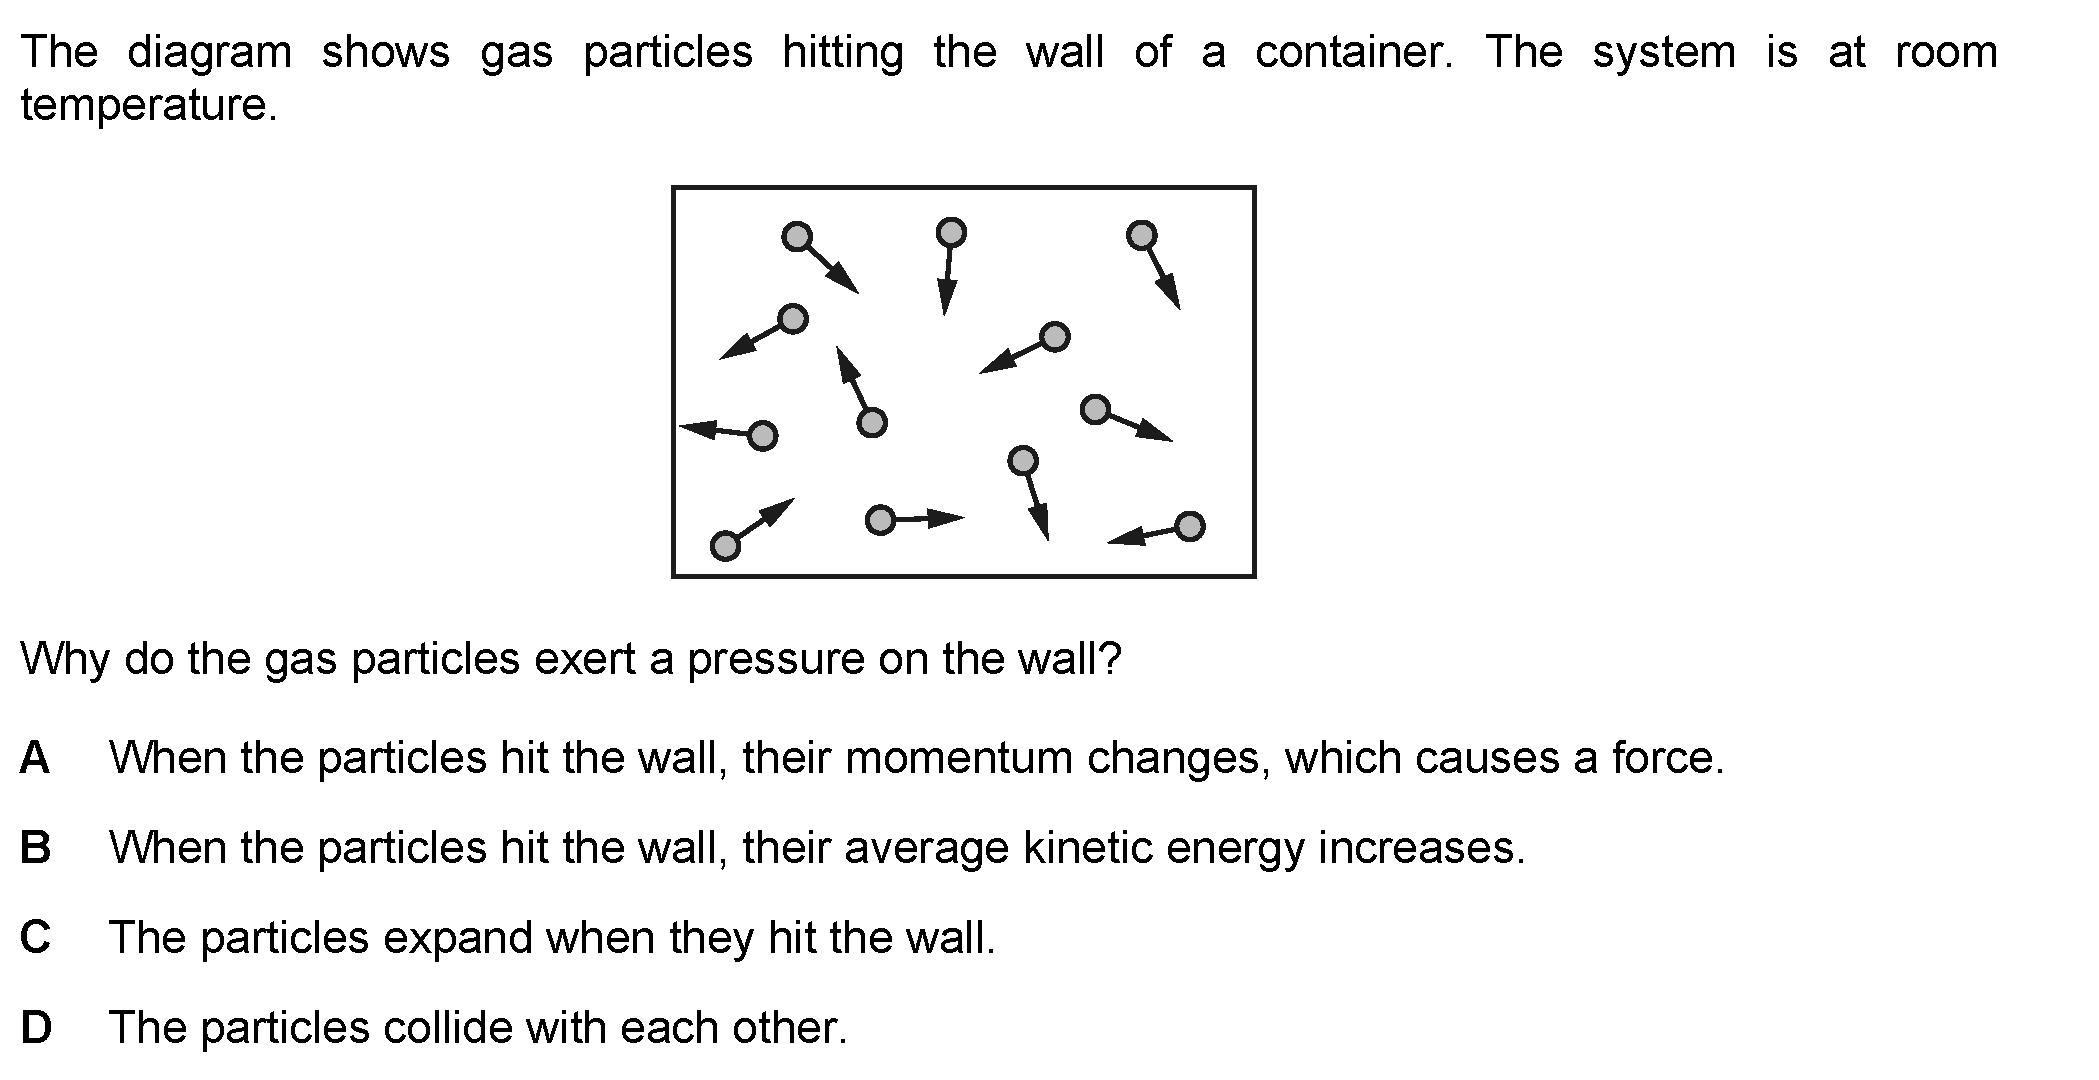 The diagram shows gas particles hitting the wall of a container. The system is at room
temperature.
Why do the gas particles exert a pressure on the wall?
A When the particles hit the wall, their momentum changes, which causes a force.
B When the particles hit the wall, their average kinetic energy increases.
C The particles expand when they hit the wall.
D The particles collide with each other.